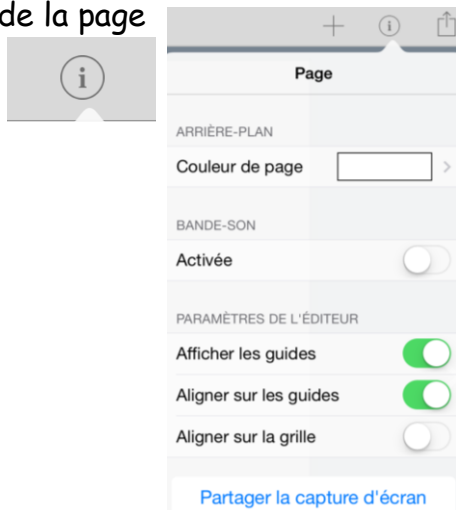 de la page
i
i
Page
ARRIÈRE-PLAN
Couleur de page
BANDE-SON
Activée
PARAMÈTRES DE L'ÉDITEUR
Afficher les guides
Aligner sur les guides
Aligner sur la grille
Partager la capture d'écran